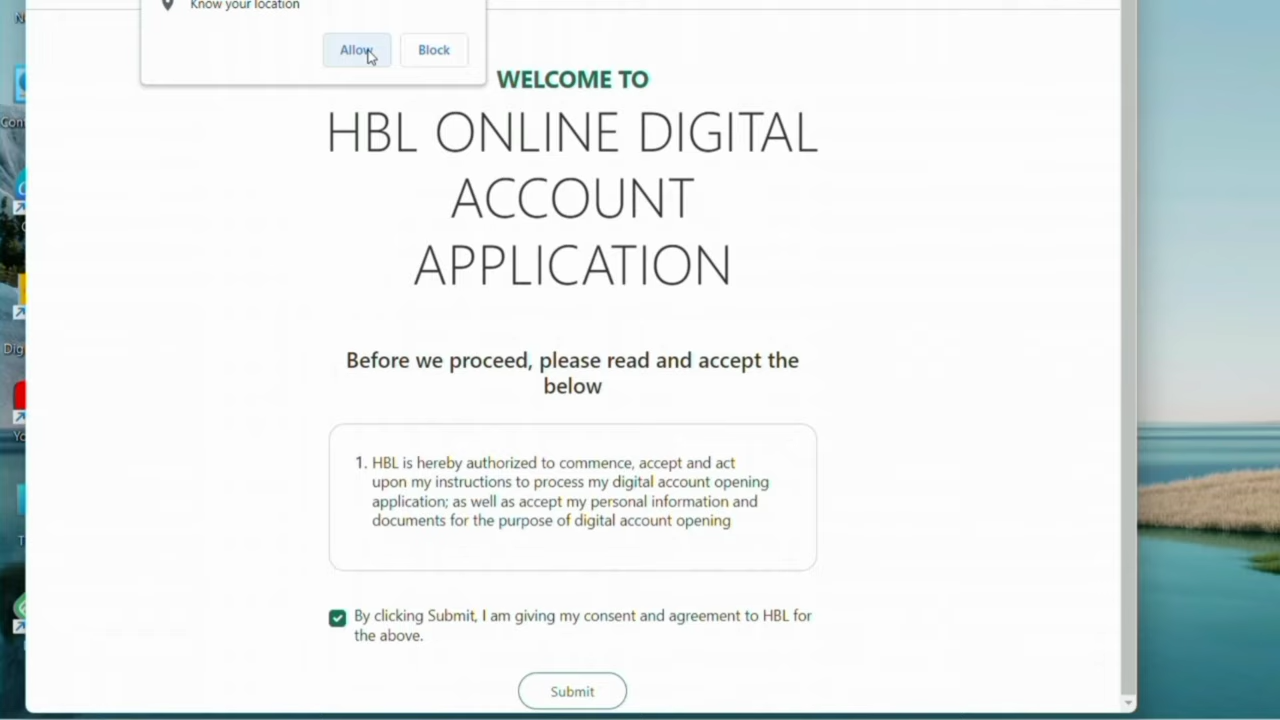 Know your location
Allow
Block
WELCOME TO
HBL ONLINE DIGITAL
ACCOUNT
APPLICATION
Before we proceed, please read and accept the
below
1. HBL is hereby authorized to commence, accept and act
upon my instructions to process my digital account opening
application; as well as accept my personal information and
documents for the purpose of digital account opening
By clicking Submit, I am giving my consent and agreement to HBL for
the above.
Submit